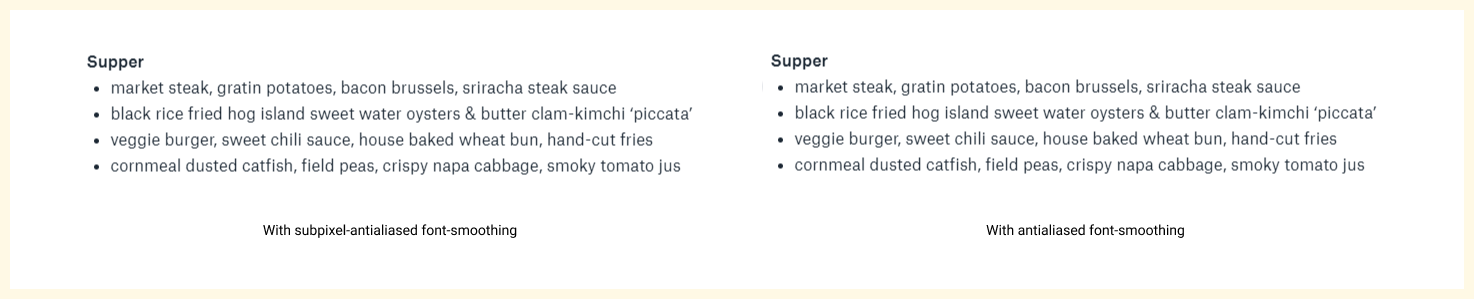 Supper
• market steak, gratin potatoes, bacon brussels, sriracha steak sauce
• black rice fried hog island sweet water oysters & butter clam-kimchi ‘piccata’
• veggie burger, sweet chili sauce, house baked wheat bun, hand-cut fries
• cornmeal dusted catfish, field peas, crispy napa cabbage, smoky tomato jus
With subpixel-antialiased font-smoothing
Supper
• market steak, gratin potatoes, bacon brussels, sriracha steak sauce
• black rice fried hog island sweet water oysters & butter clam-kimchi ‘piccata’
• veggie burger, sweet chili sauce, house baked wheat bun, hand-cut fries
• cornmeal dusted catfish, field peas, crispy napa cabbage, smoky tomato jus
With antialiased font-smoothing